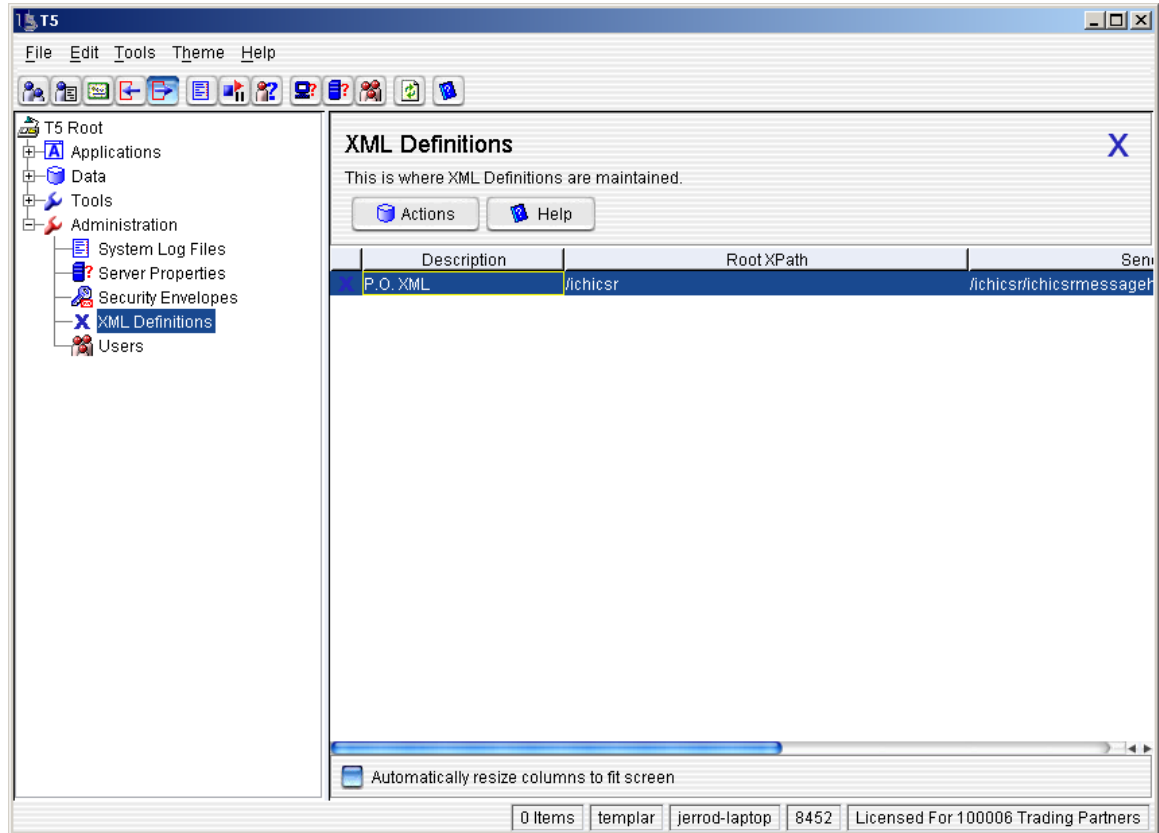 T5
File Edit Tools Theme Help
T5 Root
Applications
Data
Tools
Administration
System Log Files
Server Properties
Security Envelopes
XML Definitions
Users
XML Definitions
This is where XML Definitions are maintained.
Actions Help
Description Root XPath Sen
P.O. XML /ichicsr /ichicsr/ichicsrmessageh
Automatically resize columns to fit screen
0 Items templar jerrod-laptop 8452 Licensed For 100006 Trading Partners